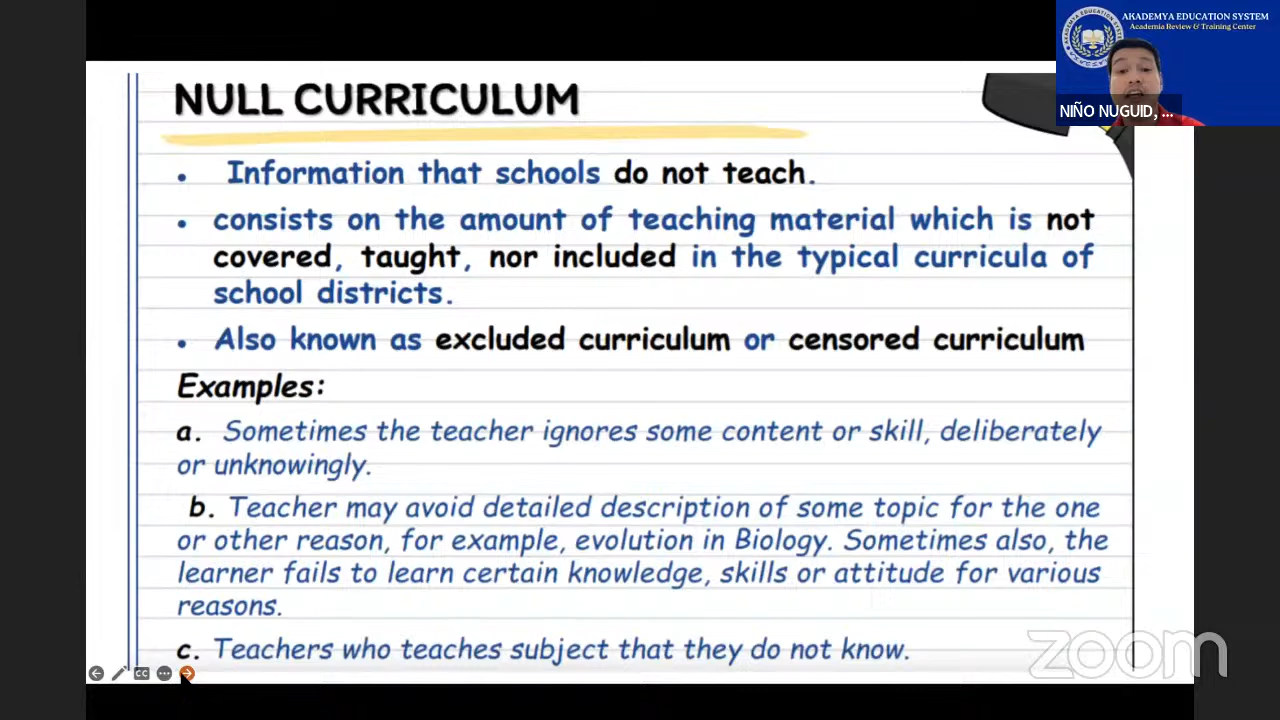 AKADEMYA EDUCATION SYSTEM
Academia Review & Training Center
NIÑO NUGUID, ...
NULL CURRICULUM
• Information that schools do not teach.
• consists on the amount of teaching material which is not
covered, taught, nor included in the typical curricula of
school districts.
• Also known as excluded curriculum or censored curriculum
Examples:
a. Sometimes the teacher ignores some content or skill, deliberately
or unknowingly.
b. Teacher may avoid detailed description of some topic for the one
or other reason, for example, evolution in Biology. Sometimes also, the
learner fails to learn certain knowledge, skills or attitude for various
reasons.
c. Teachers who teaches subject that they do not know.
CC
zoom